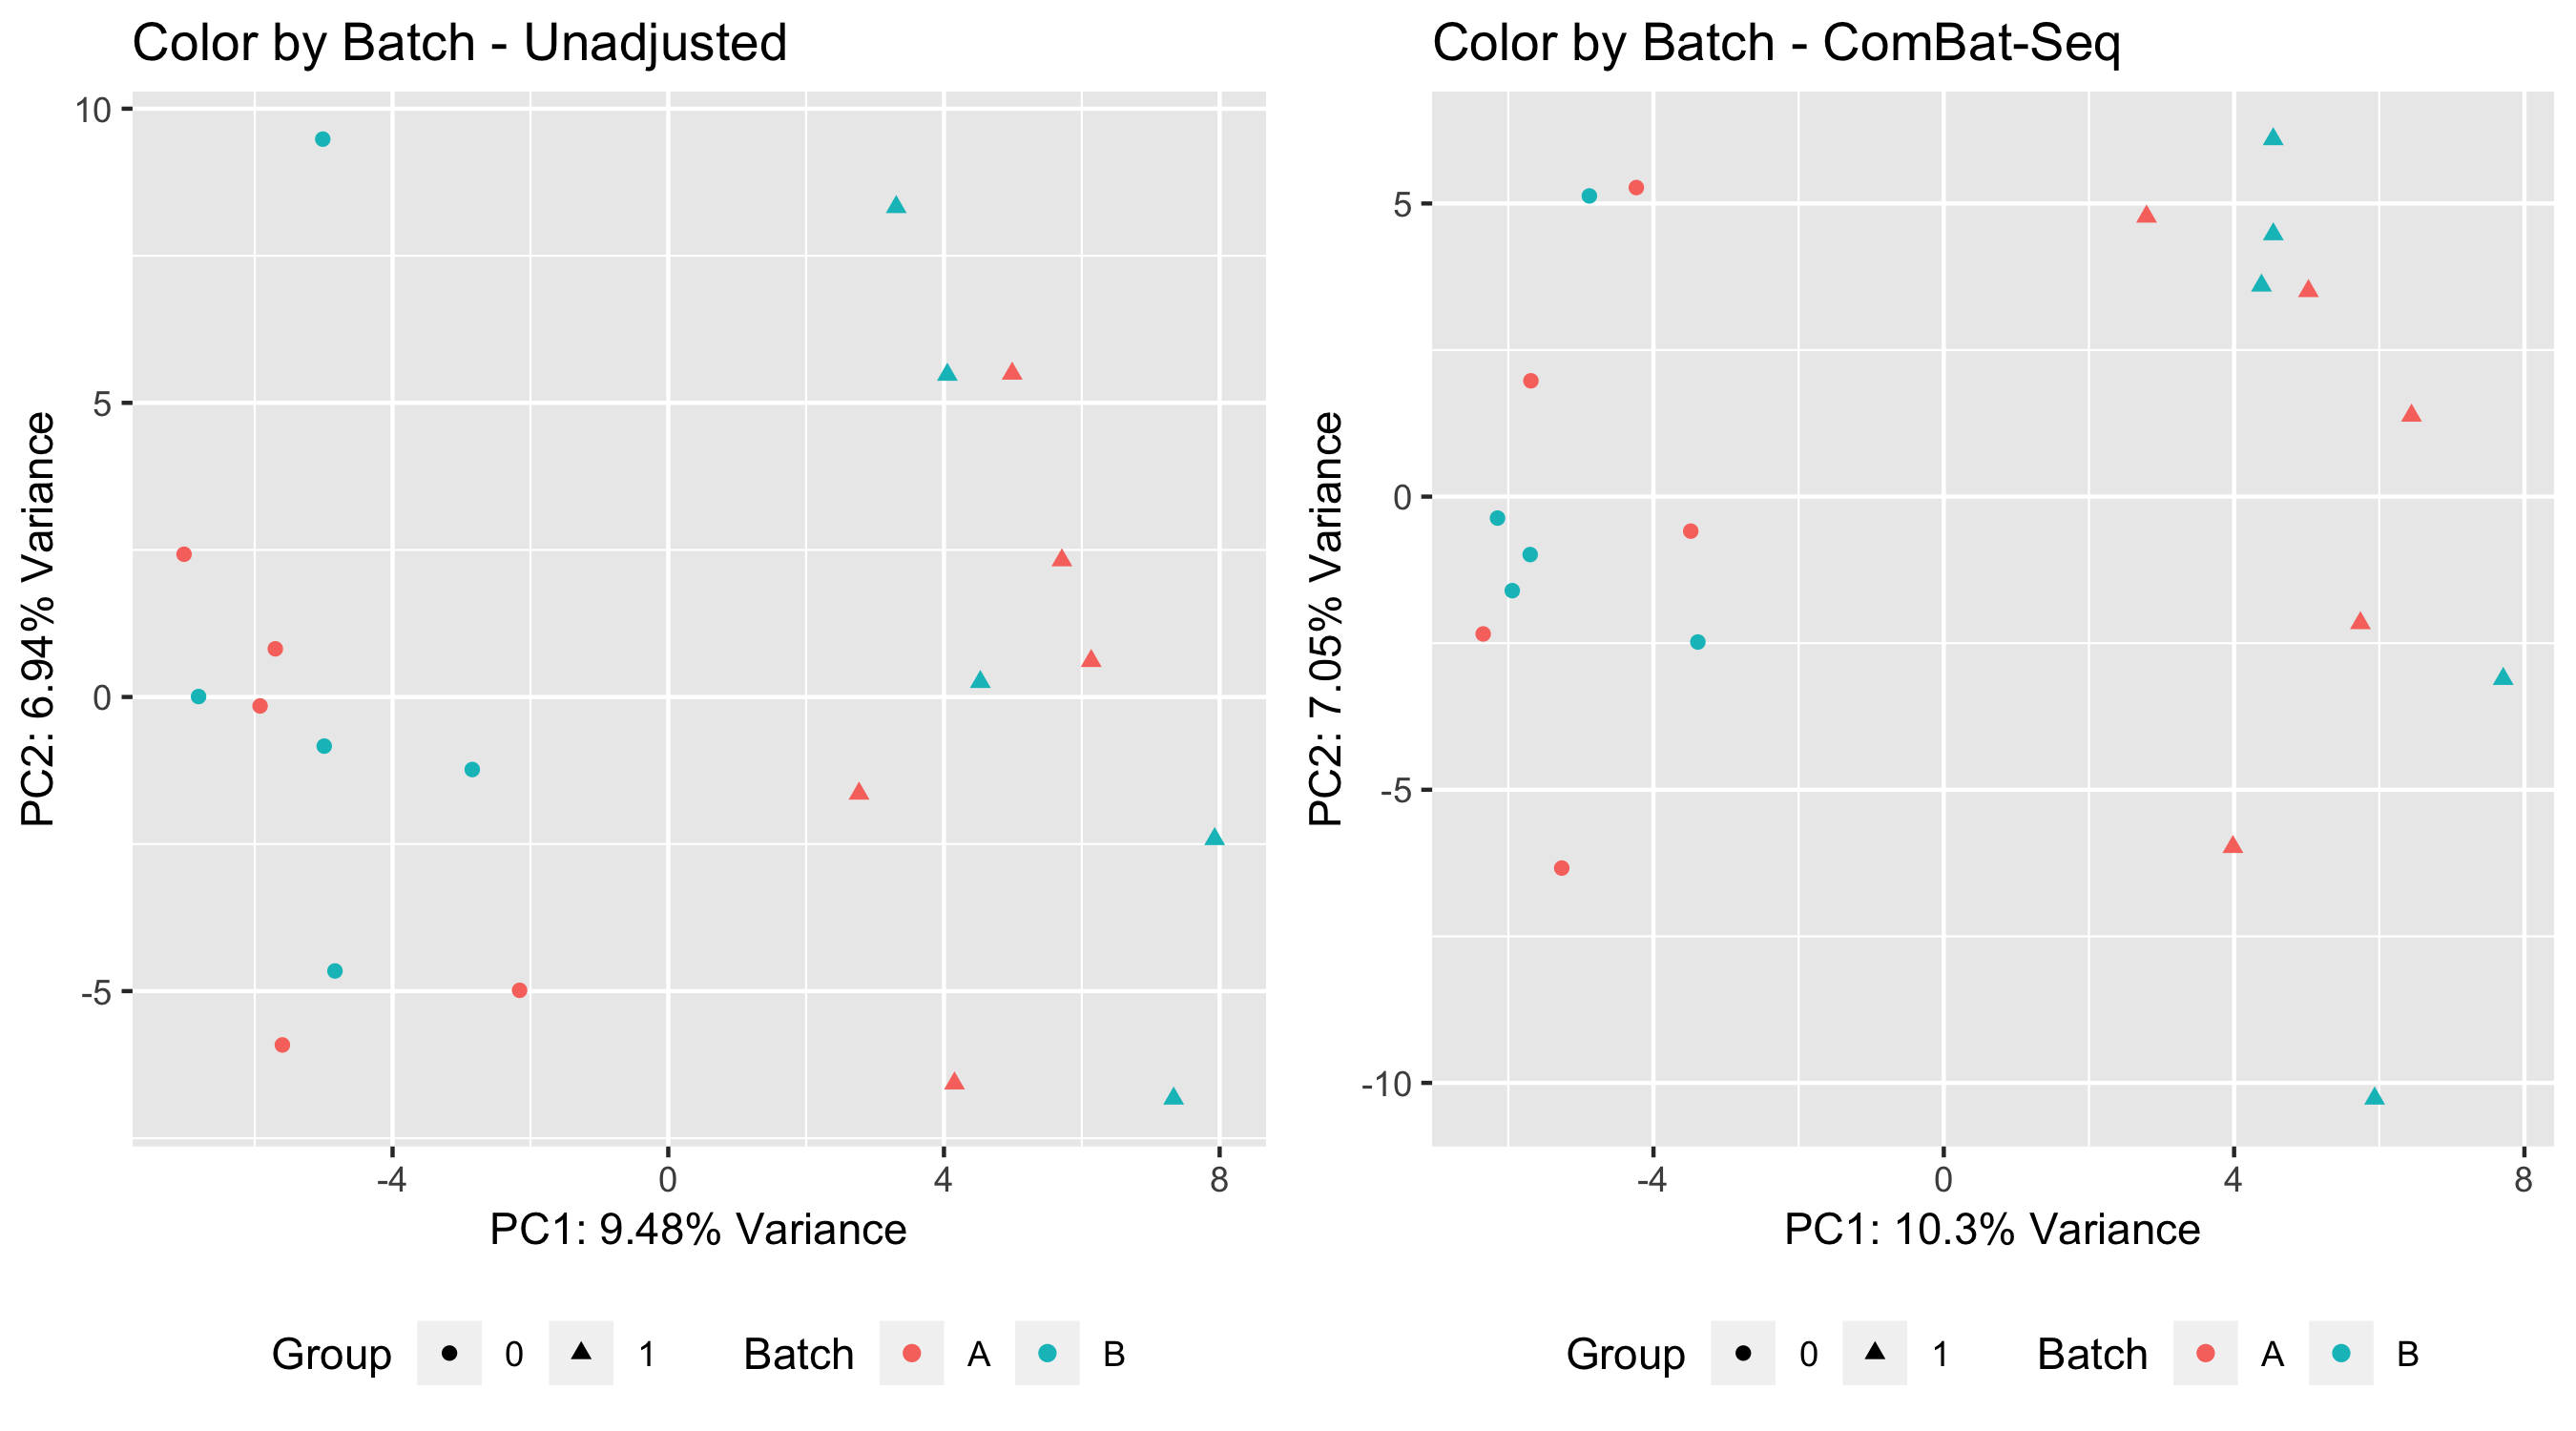 Color by Batch - Unadjusted
10
5
0
-5
PC2: 6.94% Variance
-4 0 4 8
PC1: 9.48% Variance
Group 0 1 Batch A B
Color by Batch - ComBat-Seq
5
0
-5
-10
PC2: 7.05% Variance
-4 0 4 8
PC1: 10.3% Variance
Group 0 1 Batch A B